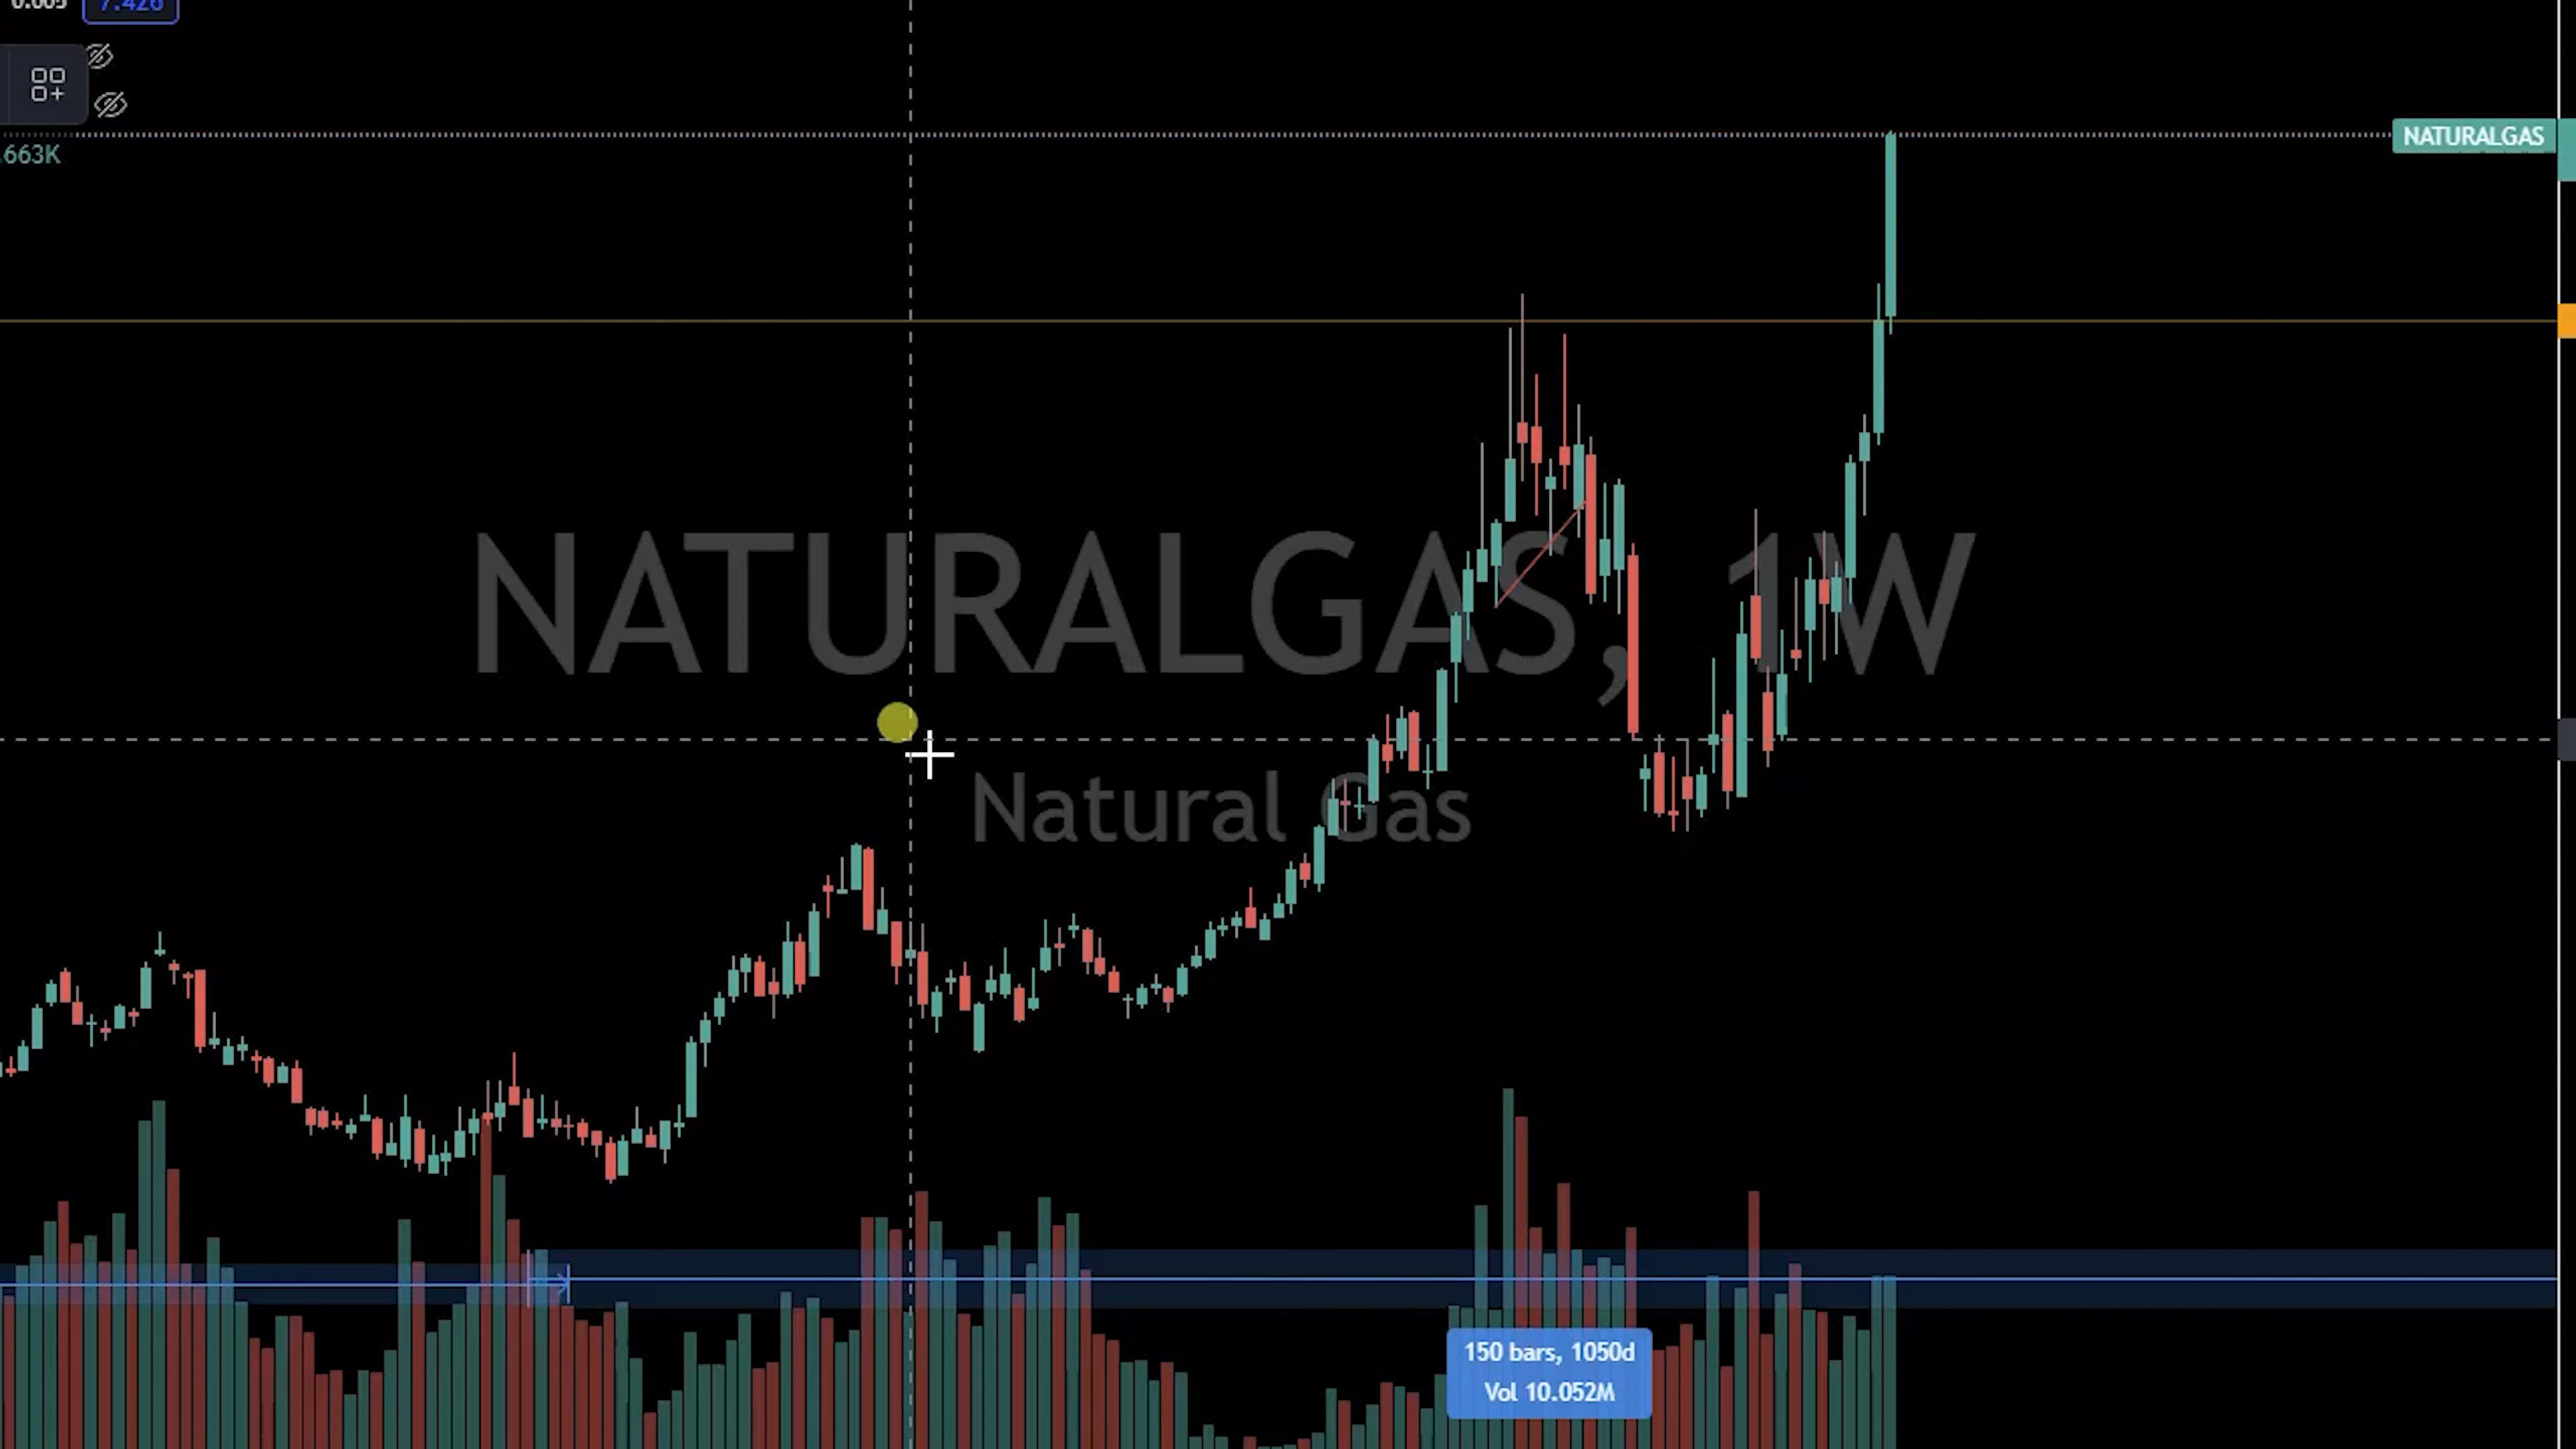 7.426
.663K
NATURALGAS
NATURALGAS, 1W
Natural Gas
150 bars, 1050d
Vol 10.052M